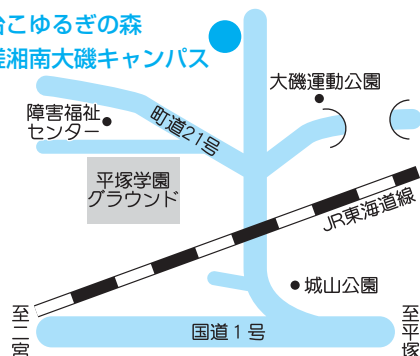 台こゆるぎの森
湘南大磯キャンパス
大磯運動公園
障害福祉
センター
町道21号
平塚学園
グラウンド
JR東海道線
城山公園
至二宮
国道1号
至平塚